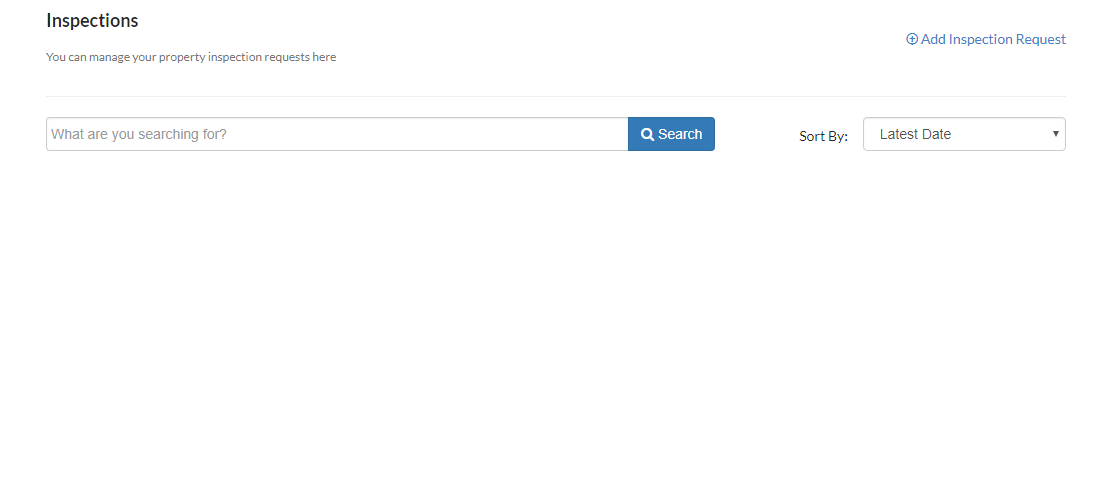 Inspections
Add Inspection Request
You can manage your property inspection requests here
What are you searching for?
Search
Sort By:
Latest Date